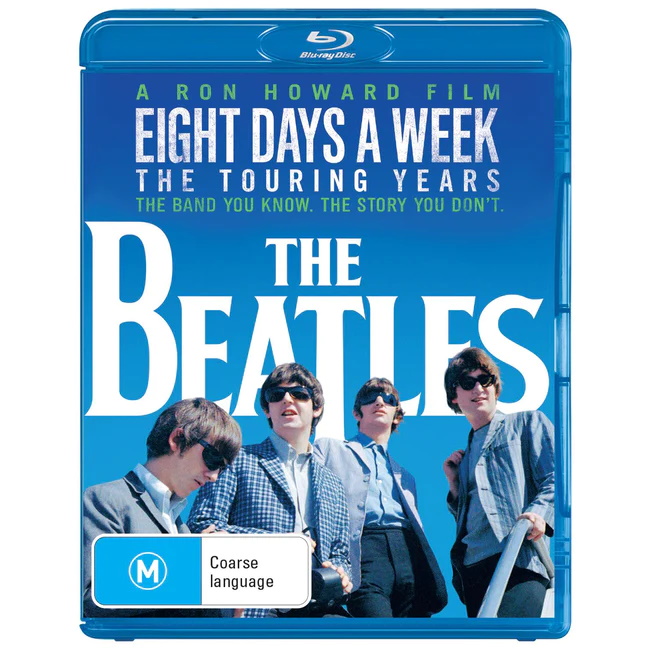 Blu-ray Disc
A RON HOWARD FILM
EIGHT DAYS A WEEK
THE TOURING YEARS
THE BAND YOU KNOW. THE STORY YOU DON'T.
THE
BEATLES
M
Coarse
language